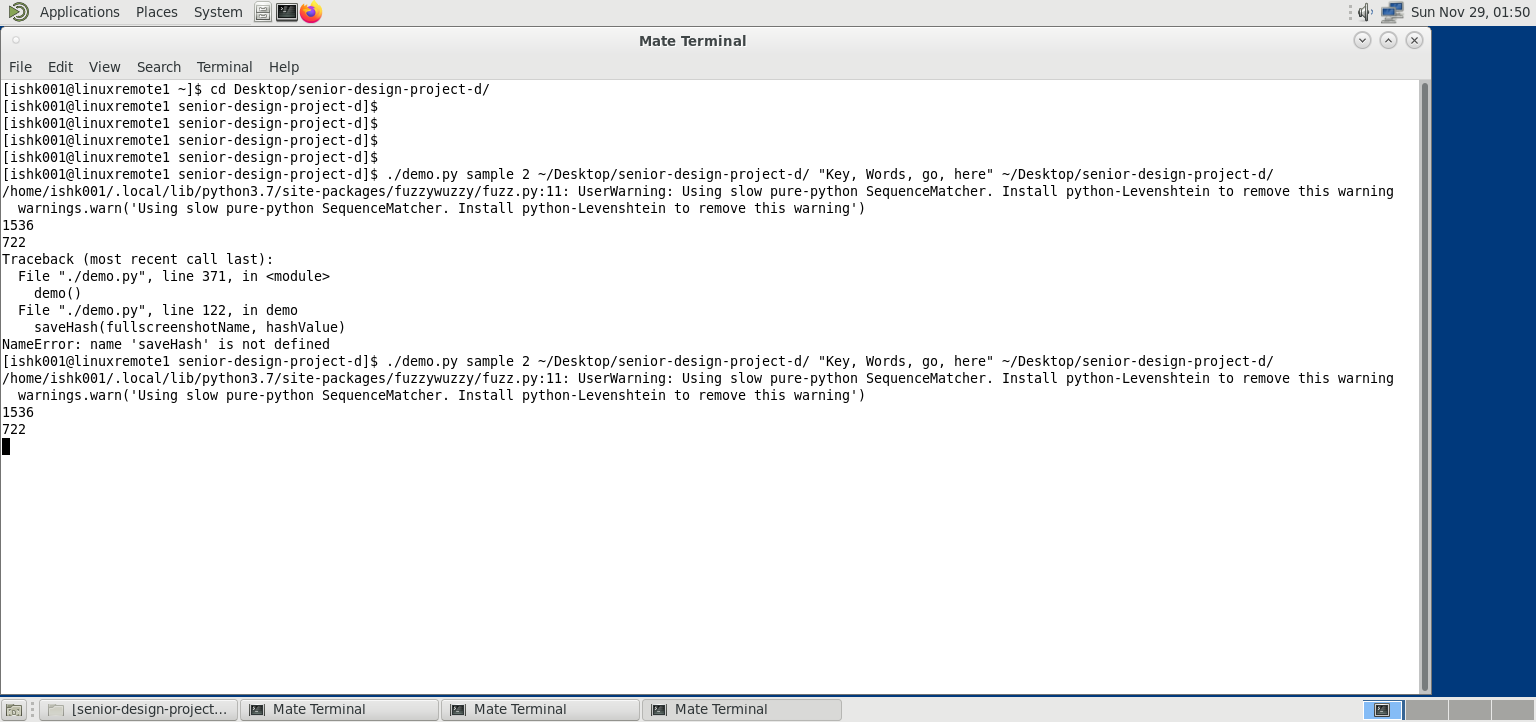 Applications Places System Sun Nov 29, 01:50
Mate Terminal
File Edit View Search Terminal Help
[ishk001@linuxremote1 ~]$ cd Desktop/senior-design-project-d/
[ishk001@linuxremote1 senior-design-project-d]$
[ishk001@linuxremote1 senior-design-project-d]$
[ishk001@linuxremote1 senior-design-project-d]$
[ishk001@linuxremote1 senior-design-project-d]$
[ishk001@linuxremote1 senior-design-project-d]$ ./demo.py sample 2 ~/Desktop/senior-design-project-d/ "Key, Words, go, here" ~/Desktop/senior-design-project-d/
/home/ishk001/.local/lib/python3.7/site-packages/fuzzywuzzy/fuzz.py:11: UserWarning: Using slow pure-python SequenceMatcher. Install python-Levenshtein to remove this warning
  warnings.warn('Using slow pure-python SequenceMatcher. Install python-Levenshtein to remove this warning')
1536
722
Traceback (most recent call last):
  File "./demo.py", line 371, in <module>
    demo()
  File "./demo.py", line 122, in demo
    saveHash(fullscreenshotName, hashValue)
NameError: name 'saveHash' is not defined
[ishk001@linuxremote1 senior-design-project-d]$ ./demo.py sample 2 ~/Desktop/senior-design-project-d/ "Key, Words, go, here" ~/Desktop/senior-design-project-d/
/home/ishk001/.local/lib/python3.7/site-packages/fuzzywuzzy/fuzz.py:11: UserWarning: Using slow pure-python SequenceMatcher. Install python-Levenshtein to remove this warning
  warnings.warn('Using slow pure-python SequenceMatcher. Install python-Levenshtein to remove this warning')
1536
722
[senior-design-project... Mate Terminal Mate Terminal Mate Terminal